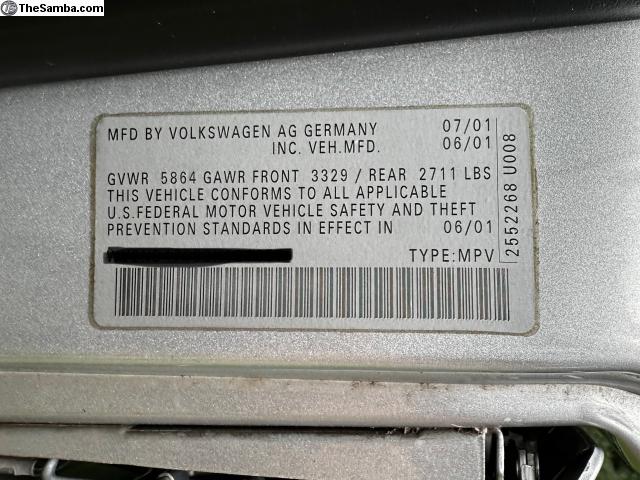 TheSamba.com
MFD BY VOLKSWAGEN AG GERMANY 07/01
INC. VEH.MFD. 06/01
GVWR 5864 GAWR FRONT 3329 / REAR 2711 LBS
THIS VEHICLE CONFORMS TO ALL APPLICABLE
U.S.FEDERAL MOTOR VEHICLE SAFETY AND THEFT
PREVENTION STANDARDS IN EFFECT IN 06/01
TYPE:MPV
2552268 U008